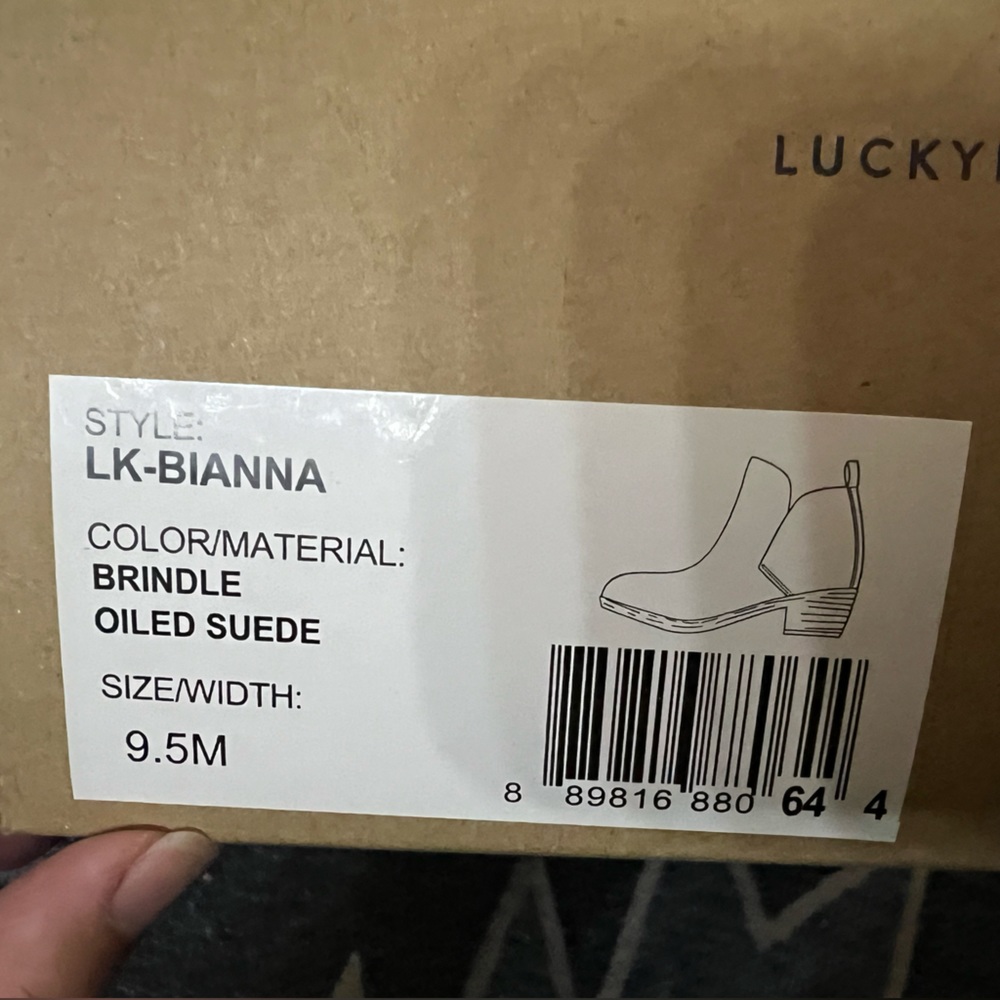 LUCKY
STYLE:
LK-BIANNA
COLOR/MATERIAL:
BRINDLE
OILED SUEDE
SIZE/WIDTH:
9.5M
8 89816 880 64 4